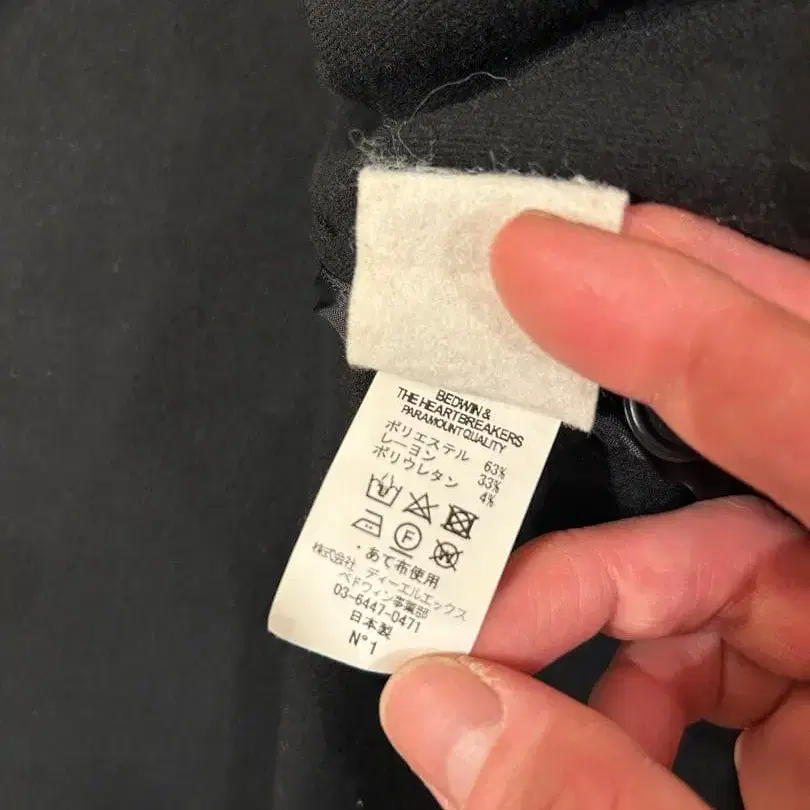 BEDWIN &
THE HEARTBREAKERS
PARAMOUNT QUALITY
ポリエステル 63%
レーヨン 33%
ポリウレタン 4%
F W
・あて布使用
株式会社 ディーエルエックス
ベドウィン事業部
03-6447-0471
日本製
N°1